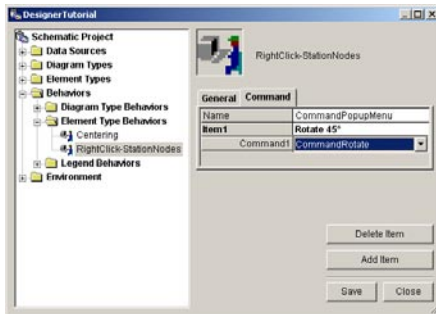 DesignerTutorial
Schematic Project
Data Sources
Diagram Types
Element Types
Behaviors
Diagram Type Behaviors
Element Type Behaviors
Centering
RightClick-StationNodes
Legend Behaviors
Environment
RightClick-StationNodes
General Command
Name CommandPopupMenu
Item1 Rotate 45°
Command1 CommandRotate
Delete Item
Add Item
Save Close